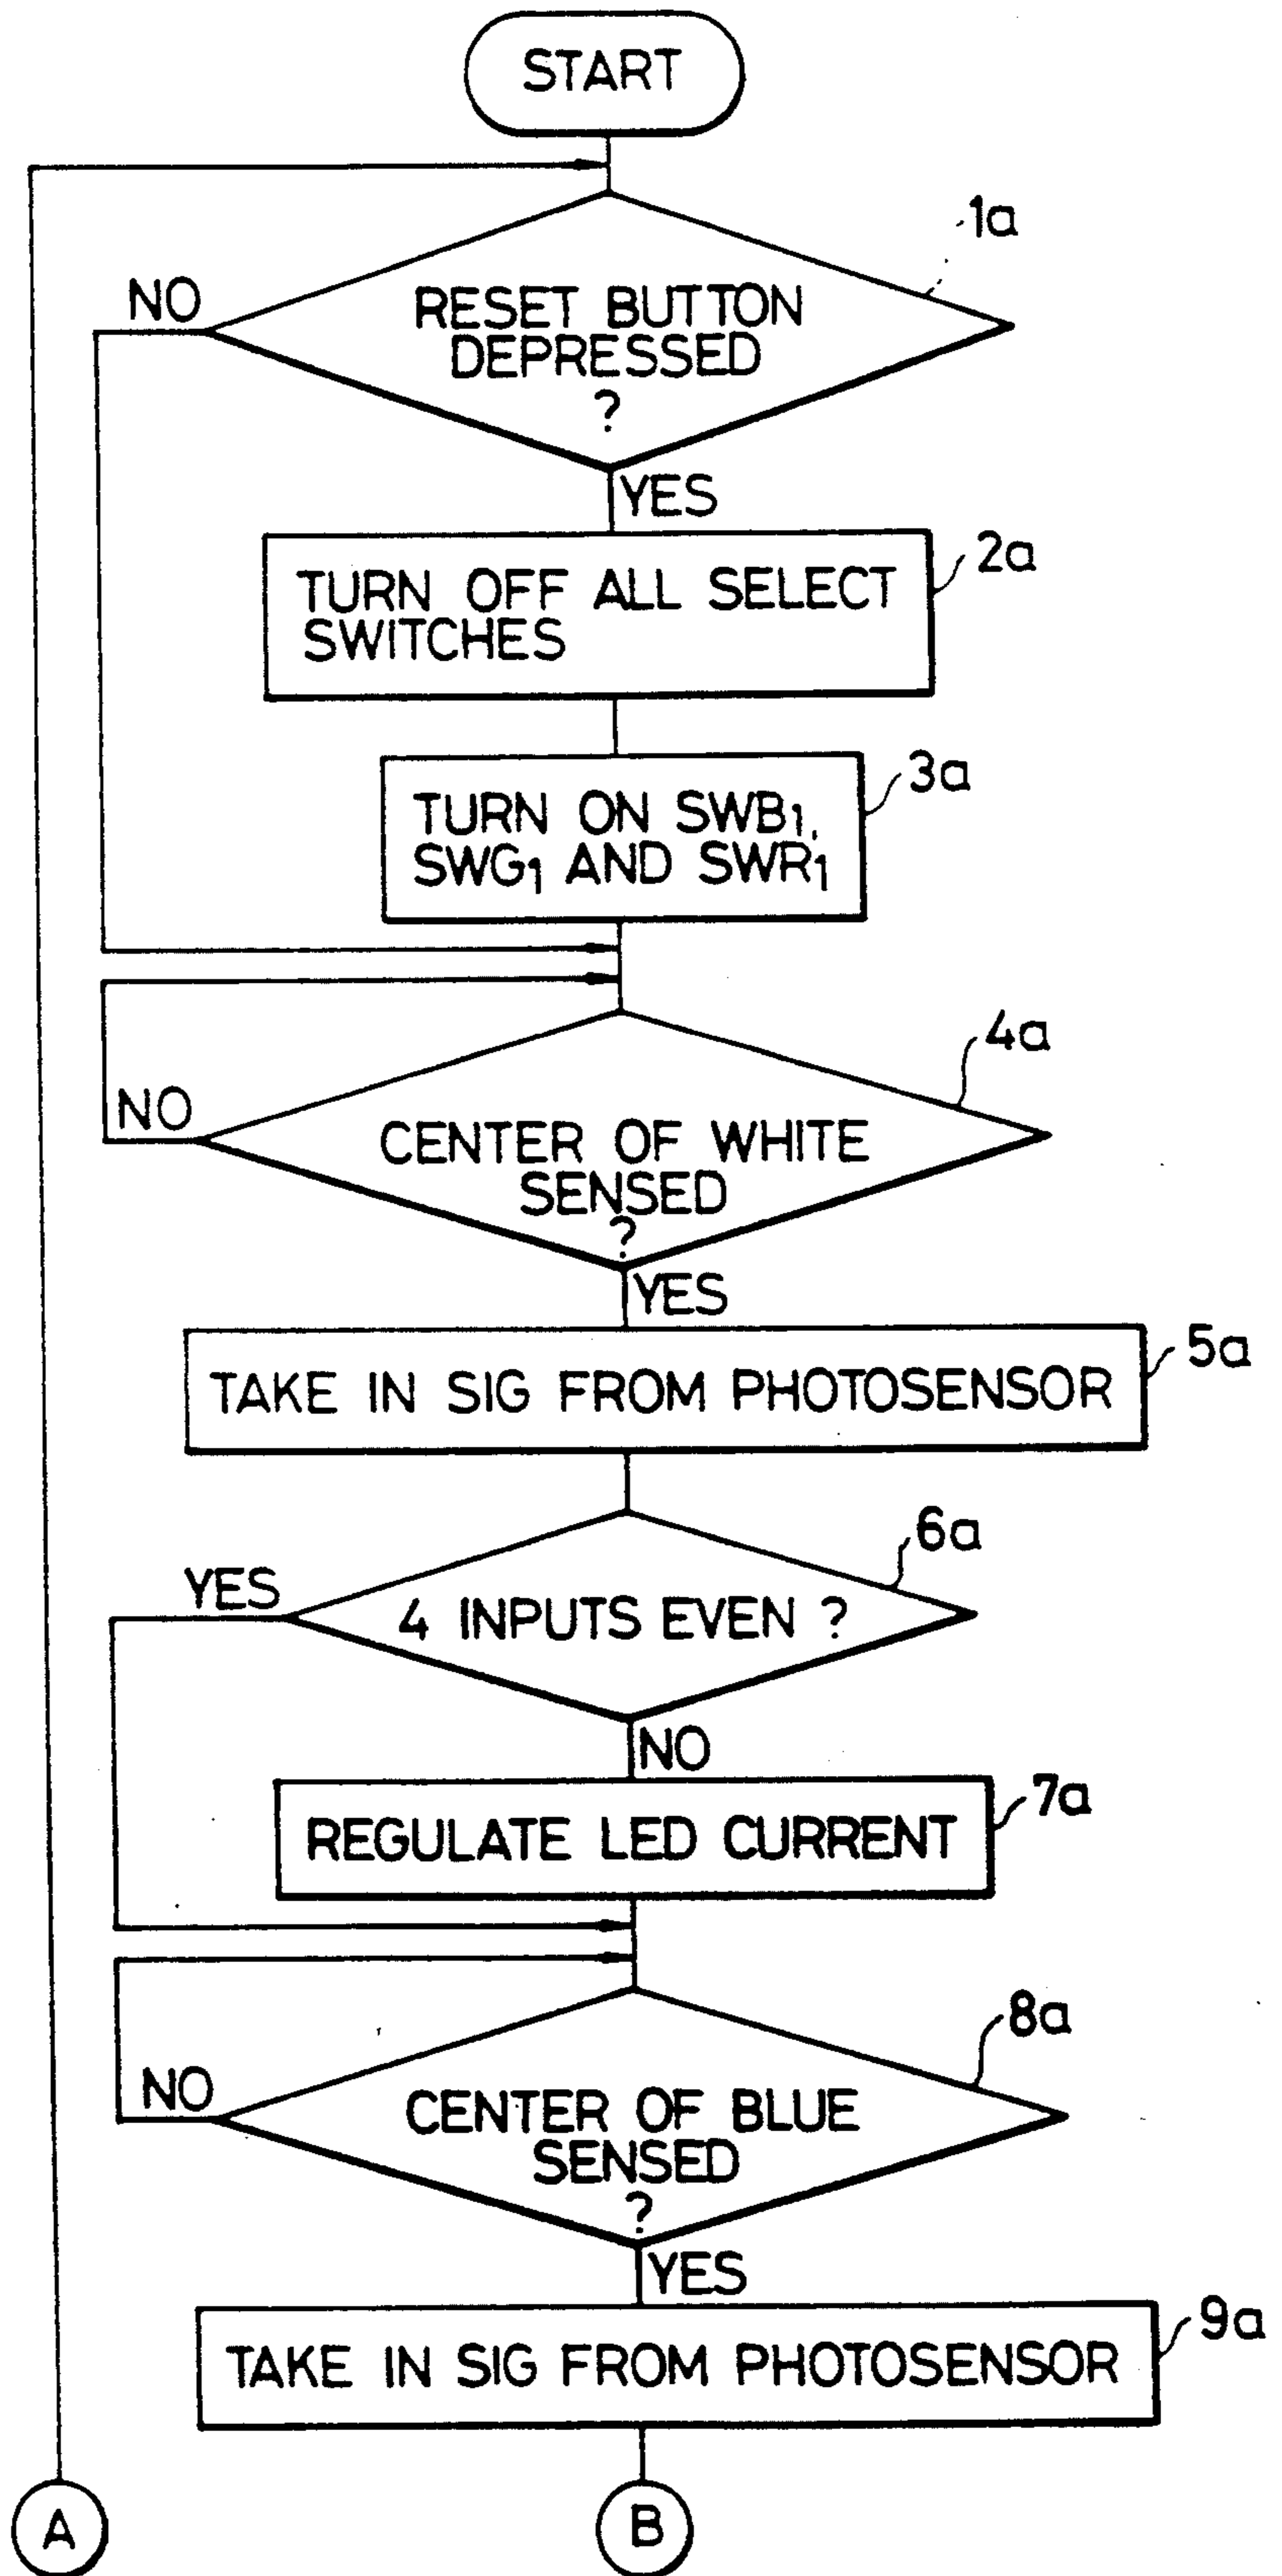 START
1a
NO
RESET BUTTON
DEPRESSED
?
YES
2a
TURN OFF ALL SELECT
SWITCHES
3a
TURN ON SWB1,
SWG1 AND SWR1
4a
NO
CENTER OF WHITE
SENSED
?
YES
5a
TAKE IN SIG FROM PHOTOSENSOR
6a
YES
4 INPUTS EVEN ?
NO
7a
REGULATE LED CURRENT
8a
NO
CENTER OF BLUE
SENSED
?
YES
9a
TAKE IN SIG FROM PHOTOSENSOR
A
B